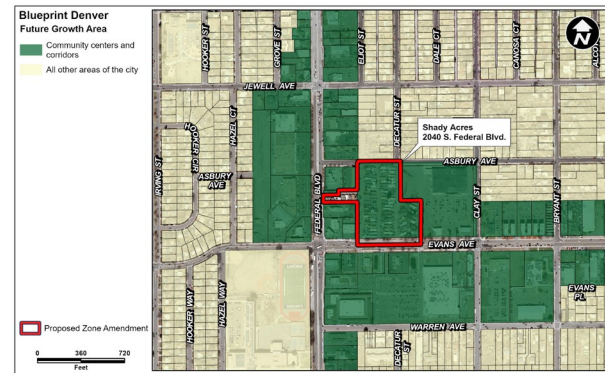 Blueprint Denver
Future Growth Area
Community centers and
corridors
All other areas of the city
N
HOOKER ST
GROVE ST
ELIOT ST
DALE CT
CANOSA CT
ALCO
JEWELL AVE
DECATUR ST
HAZEL CT
Shady Acres
2040 S. Federal Blvd.
IRVING ST
HOOKER CIR
ASBURY
AVE
FEDERAL BLVD
ASBURY AVE
CLAY ST
BRYANT ST
EVANS AVE
HOOKER WAY
HAZEL WAY
EVANS
PL
WARREN AVE
DECATUR
ST
Proposed Zone Amendment
0 360 720
Feet